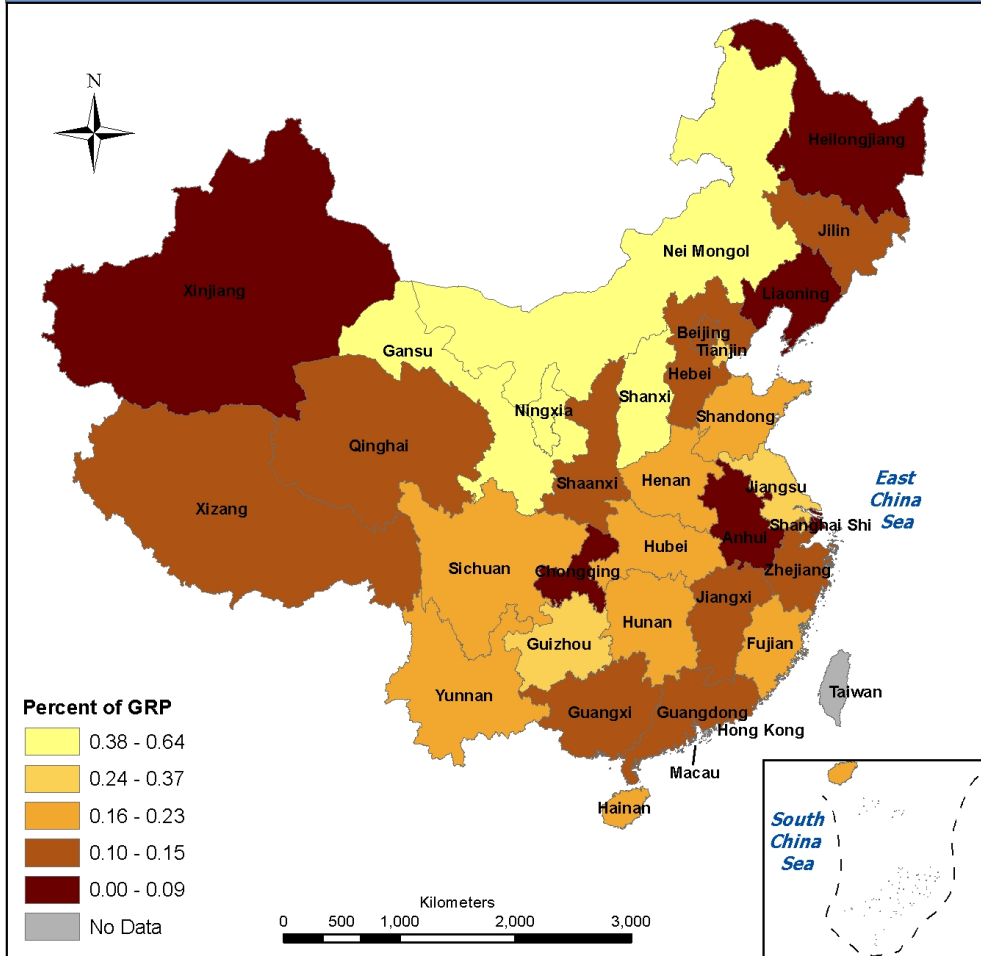 N
Heilongjiang
Jilin
Nei Mongol
Liaoning
Xinjiang
Beijing
Tianjin
Gansu
Hebei
Shanxi
Ningxia
Shandong
Qinghai
Henan
Shaanxi
Jiangsu
East
China
Sea
Xizang
Shanghai Shi
Anhui
Hubei
Sichuan
Chongqing
Zhejiang
Jiangxi
Hunan
Guizhou
Fujian
Yunnan
Taiwan
Guangxi
Guangdong
Hong Kong
Macau
Hainan
Percent of GRP
0.38 - 0.64
0.24 - 0.37
0.16 - 0.23
0.10 - 0.15
0.00 - 0.09
No Data
Kilometers
0 500 1,000 2,000 3,000
South
China
Sea